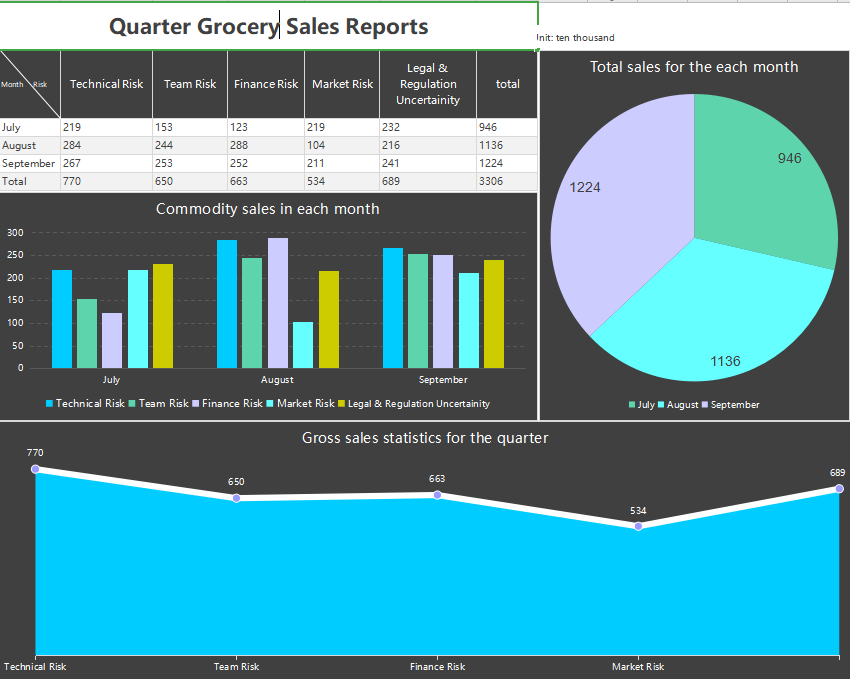 Quarter Grocery Sales Reports
Unit: ten thousand
Month Risk Technical Risk Team Risk Finance Risk Market Risk Legal & Regulation Uncertainity total
July 219 153 123 219 232 946
August 284 244 288 104 216 1136
September 267 253 252 211 241 1224
Total 770 650 663 534 689 3306
Total sales for the each month
946
1224
1136
July August September
Commodity sales in each month
300
250
200
150
100
50
0
July August September
Technical Risk Team Risk Finance Risk Market Risk Legal & Regulation Uncertainity
Gross sales statistics for the quarter
770 650 663 534 689
Technical Risk Team Risk Finance Risk Market Risk